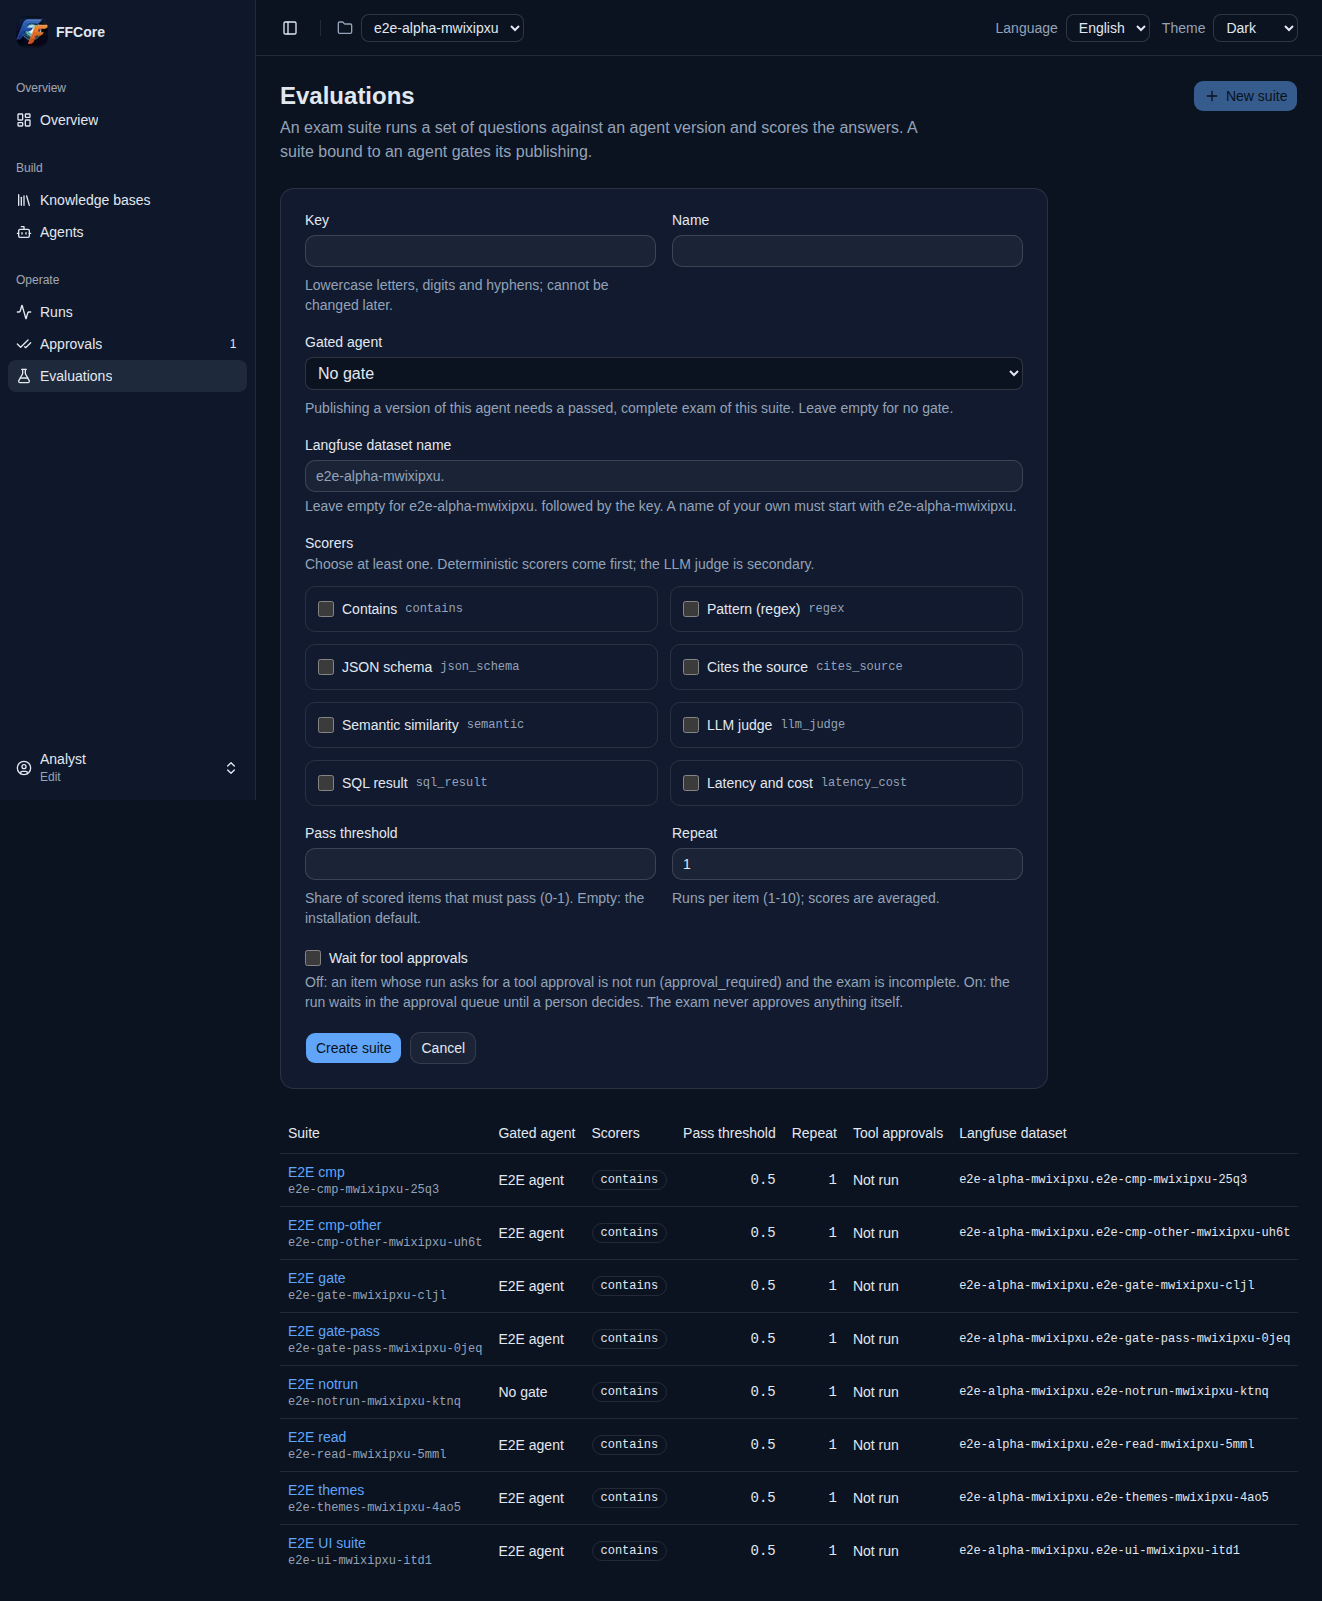 FFCore
e2e-alpha-mwixipxu
Language
English
Theme
Dark
Overview
Overview
Build
Knowledge bases
Agents
Operate
Runs
Approvals
1
Evaluations
Analyst
Edit
Evaluations
New suite
An exam suite runs a set of questions against an agent version and scores the answers. A
suite bound to an agent gates its publishing.
Key
Name
Lowercase letters, digits and hyphens; cannot be
changed later.
Gated agent
No gate
Publishing a version of this agent needs a passed, complete exam of this suite. Leave empty for no gate.
Langfuse dataset name
e2e-alpha-mwixipxu.
Leave empty for e2e-alpha-mwixipxu. followed by the key. A name of your own must start with e2e-alpha-mwixipxu.
Scorers
Choose at least one. Deterministic scorers come first; the LLM judge is secondary.
Contains contains
Pattern (regex) regex
JSON schema json_schema
Cites the source cites_source
Semantic similarity semantic
LLM judge llm_judge
SQL result sql_result
Latency and cost latency_cost
Pass threshold
Repeat
1
Share of scored items that must pass (0-1). Empty: the
installation default.
Runs per item (1-10); scores are averaged.
Wait for tool approvals
Off: an item whose run asks for a tool approval is not run (approval_required) and the exam is incomplete. On: the
run waits in the approval queue until a person decides. The exam never approves anything itself.
Create suite
Cancel
Suite Gated agent Scorers Pass threshold Repeat Tool approvals Langfuse dataset
E2E cmp
e2e-cmp-mwixipxu-25q3
E2E agent contains 0.5 1 Not run e2e-alpha-mwixipxu.e2e-cmp-mwixipxu-25q3
E2E cmp-other
e2e-cmp-other-mwixipxu-uh6t
E2E agent contains 0.5 1 Not run e2e-alpha-mwixipxu.e2e-cmp-other-mwixipxu-uh6t
E2E gate
e2e-gate-mwixipxu-cljl
E2E agent contains 0.5 1 Not run e2e-alpha-mwixipxu.e2e-gate-mwixipxu-cljl
E2E gate-pass
e2e-gate-pass-mwixipxu-0jeq
E2E agent contains 0.5 1 Not run e2e-alpha-mwixipxu.e2e-gate-pass-mwixipxu-0jeq
E2E notrun
e2e-notrun-mwixipxu-ktnq
No gate contains 0.5 1 Not run e2e-alpha-mwixipxu.e2e-notrun-mwixipxu-ktnq
E2E read
e2e-read-mwixipxu-5mml
E2E agent contains 0.5 1 Not run e2e-alpha-mwixipxu.e2e-read-mwixipxu-5mml
E2E themes
e2e-themes-mwixipxu-4ao5
E2E agent contains 0.5 1 Not run e2e-alpha-mwixipxu.e2e-themes-mwixipxu-4ao5
E2E UI suite
e2e-ui-mwixipxu-itd1
E2E agent contains 0.5 1 Not run e2e-alpha-mwixipxu.e2e-ui-mwixipxu-itd1